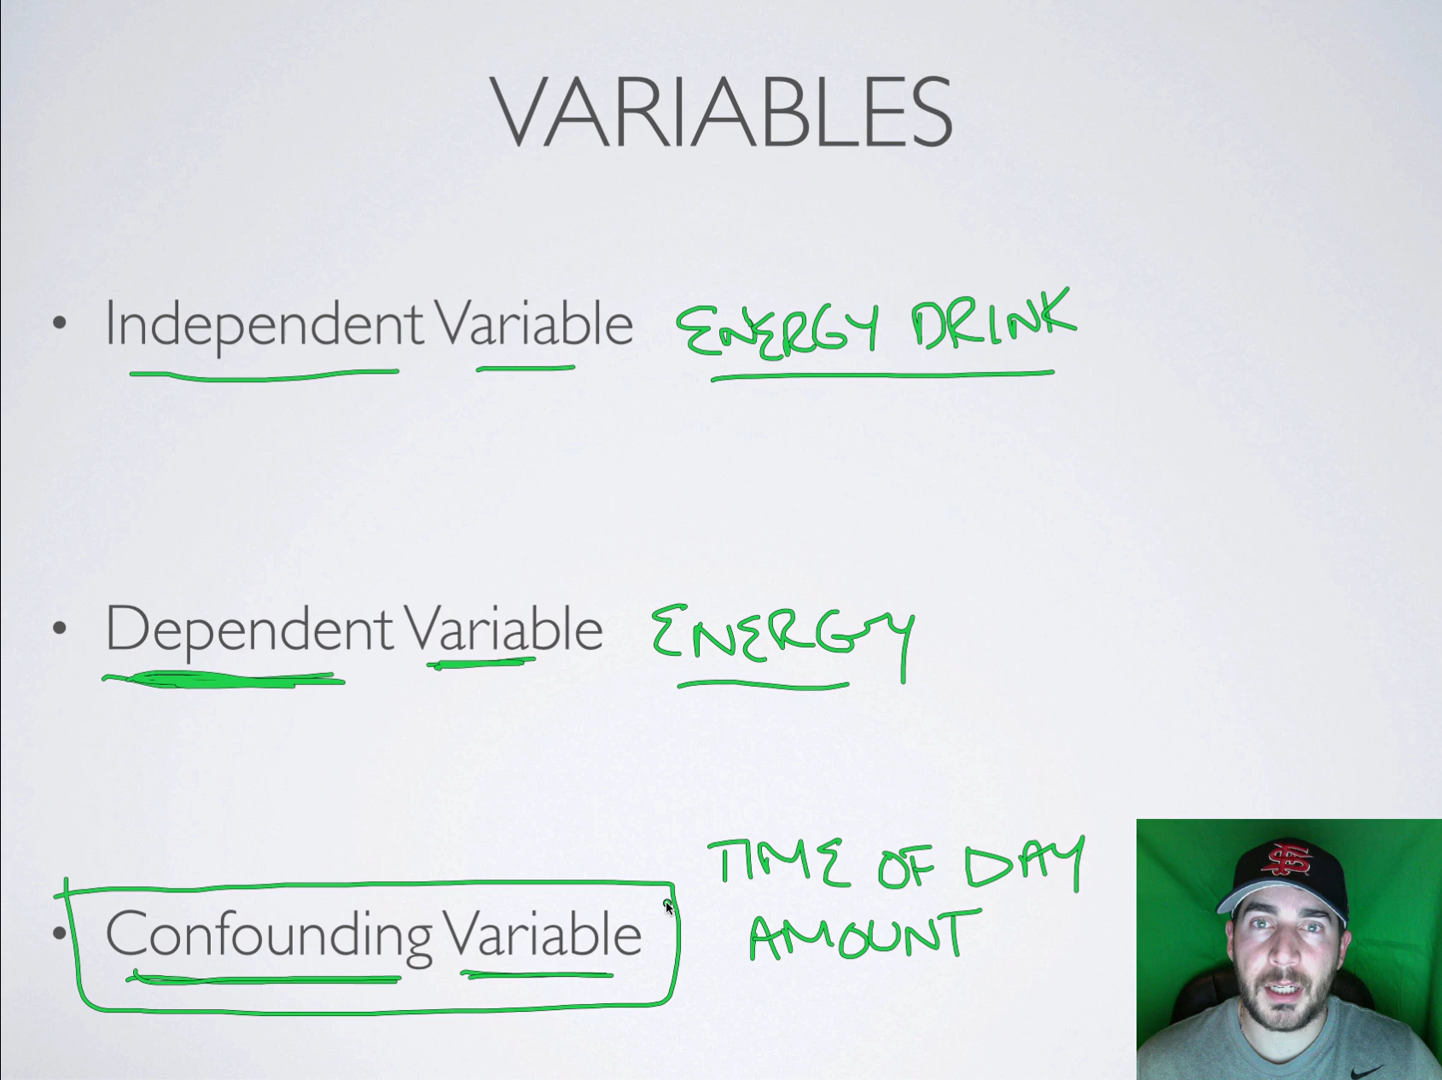 VARIABLES
• Independent Variable ENERGY DRINK
• Dependent Variable ENERGY
TIME OF DAY
• Confounding Variable AMOUNT